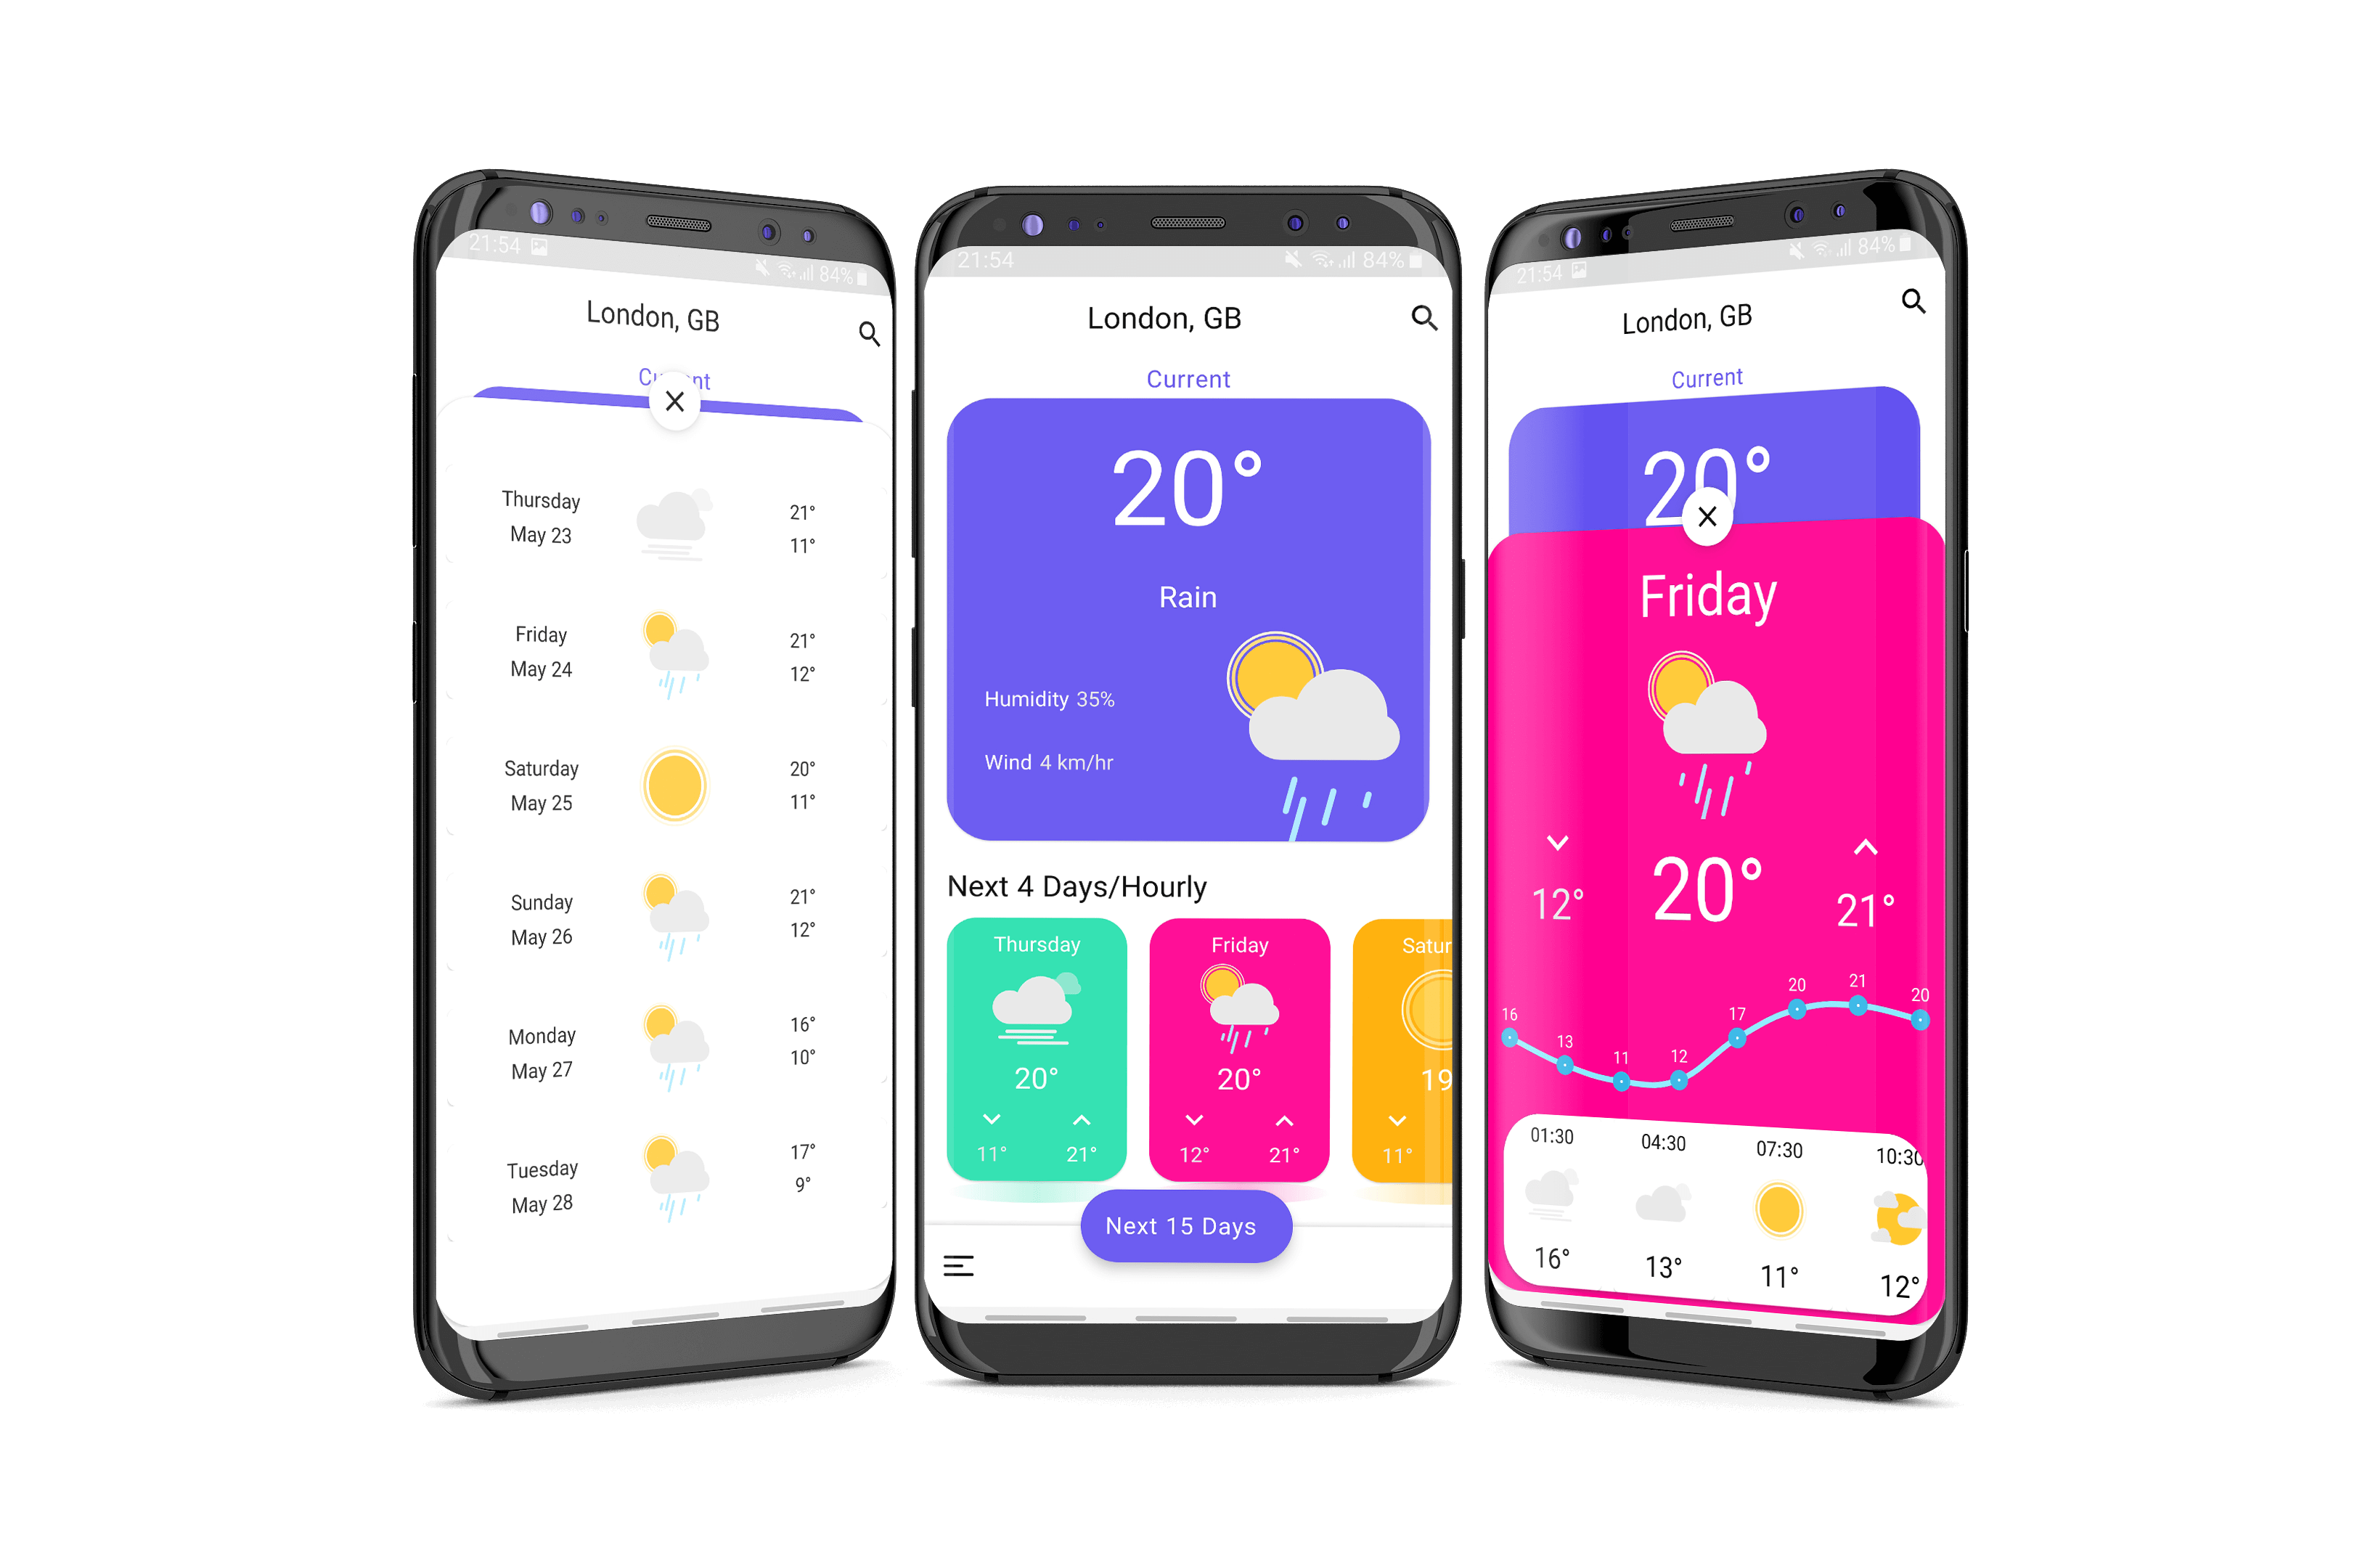 21:54
84%
London, GB
Current
Thursday
May 23
21°
11°
Friday
May 24
21°
12°
Saturday
May 25
20°
11°
Sunday
May 26
21°
12°
Monday
May 27
16°
10°
Tuesday
May 28
17°
9°
21:54
84%
London, GB
Current
20°
Rain
Humidity 35%
Wind 4 km/hr
Next 4 Days/Hourly
Thursday
20°
11° 21°
Friday
20°
12° 21°
Satur
19
11°
Next 15 Days
21:54
84%
London, GB
Current
20°
Friday
12° 20° 21°
16 13 11 12 17 20 21 20
01:30 04:30 07:30 10:30
16° 13° 11° 12°